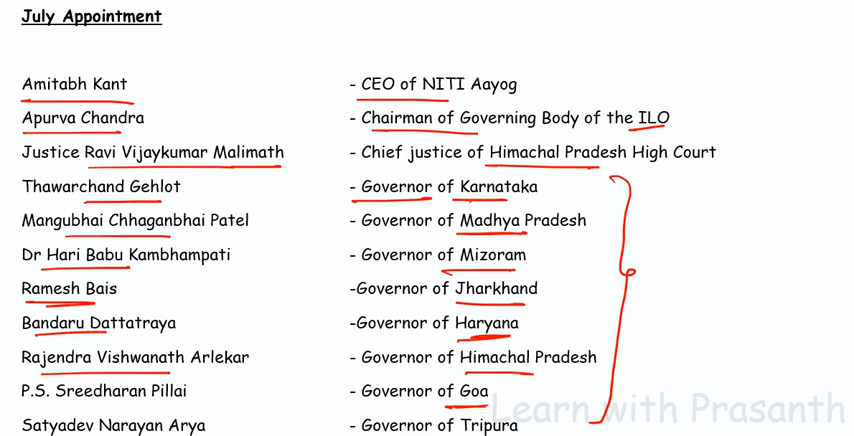 July Appointment
Amitabh Kant - CEO of NITI Aayog
Apurva Chandra - Chairman of Governing Body of the ILO
Justice Ravi Vijaykumar Malimath - Chief justice of Himachal Pradesh High Court
Thawarchand Gehlot - Governor of Karnataka
Mangubhai Chhaganbhai Patel - Governor of Madhya Pradesh
Dr Hari Babu Kambhampati - Governor of Mizoram
Ramesh Bais -Governor of Jharkhand
Bandaru Dattatraya -Governor of Haryana
Rajendra Vishwanath Arlekar - Governor of Himachal Pradesh
P.S. Sreedharan Pillai - Governor of Goa
Learn with Prasanth
Satyadev Narayan Arya - Governor of Tripura